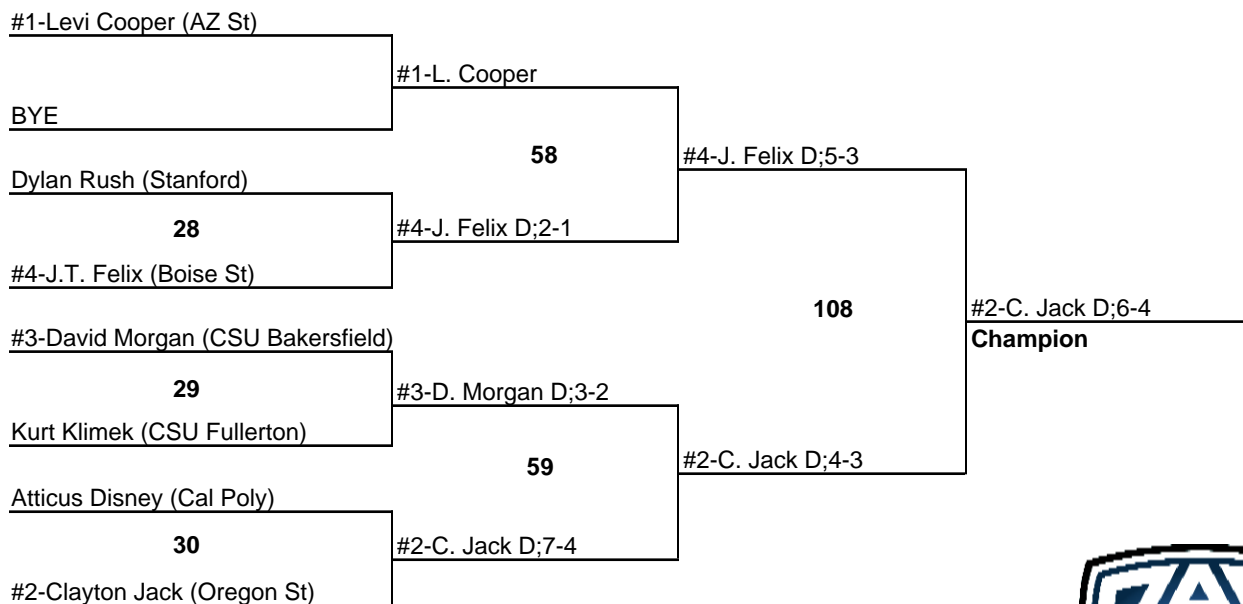 #1-Levi Cooper (AZ St)
#1-L. Cooper
BYE
58
#4-J. Felix D;5-3
Dylan Rush (Stanford)
28
#4-J. Felix D;2-1
#4-J.T. Felix (Boise St)
108
#2-C. Jack D;6-4
Champion
#3-David Morgan (CSU Bakersfield)
29
#3-D. Morgan D;3-2
Kurt Klimek (CSU Fullerton)
59
#2-C. Jack D;4-3
Atticus Disney (Cal Poly)
30
#2-C. Jack D;7-4
#2-Clayton Jack (Oregon St)